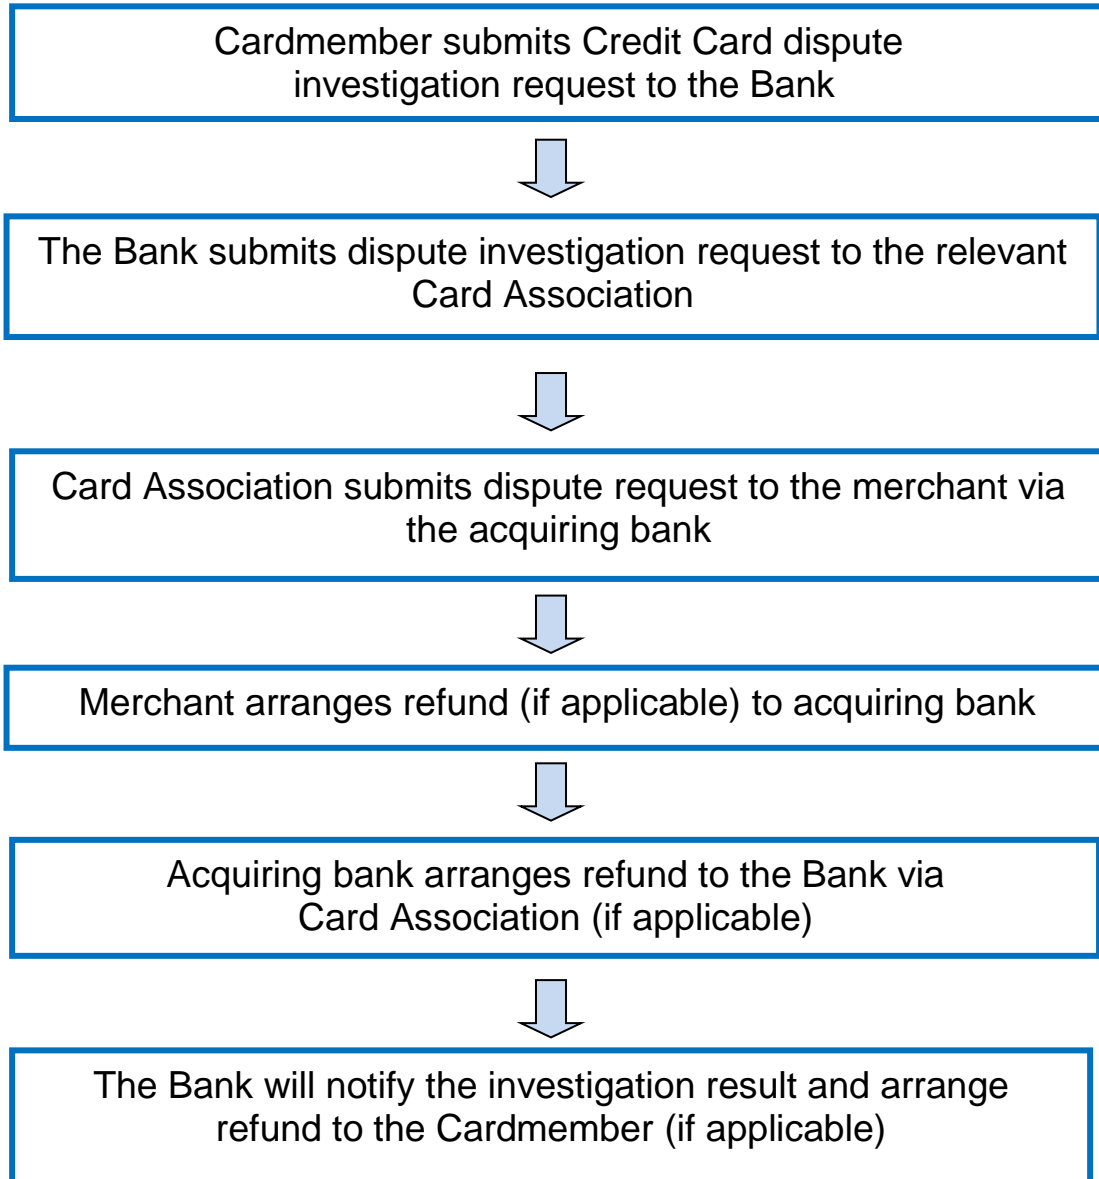 Cardmember submits Credit Card dispute
investigation request to the Bank
The Bank submits dispute investigation request to the relevant
Card Association
Card Association submits dispute request to the merchant via
the acquiring bank
Merchant arranges refund (if applicable) to acquiring bank
Acquiring bank arranges refund to the Bank via
Card Association (if applicable)
The Bank will notify the investigation result and arrange
refund to the Cardmember (if applicable)